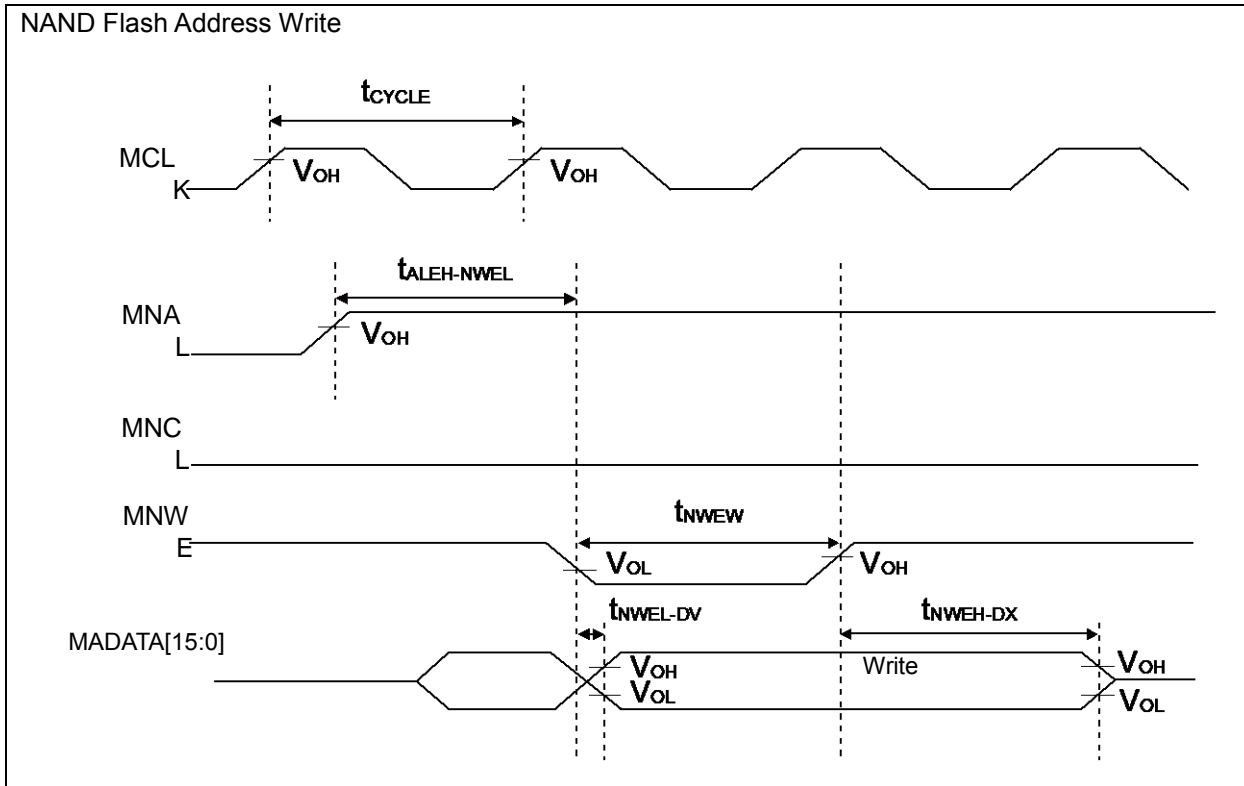 NAND Flash Address Write
tCYCLE
MCL
K
VOH
VOH
tALEH-NWEL
MNA
L
VOH
MNC
L
MNW
E
tNWEW
VOL
VOH
tNWEL-DV
tNWEH-DX
MADATA[15:0]
VOH
Write
VOH
VOL
VOL